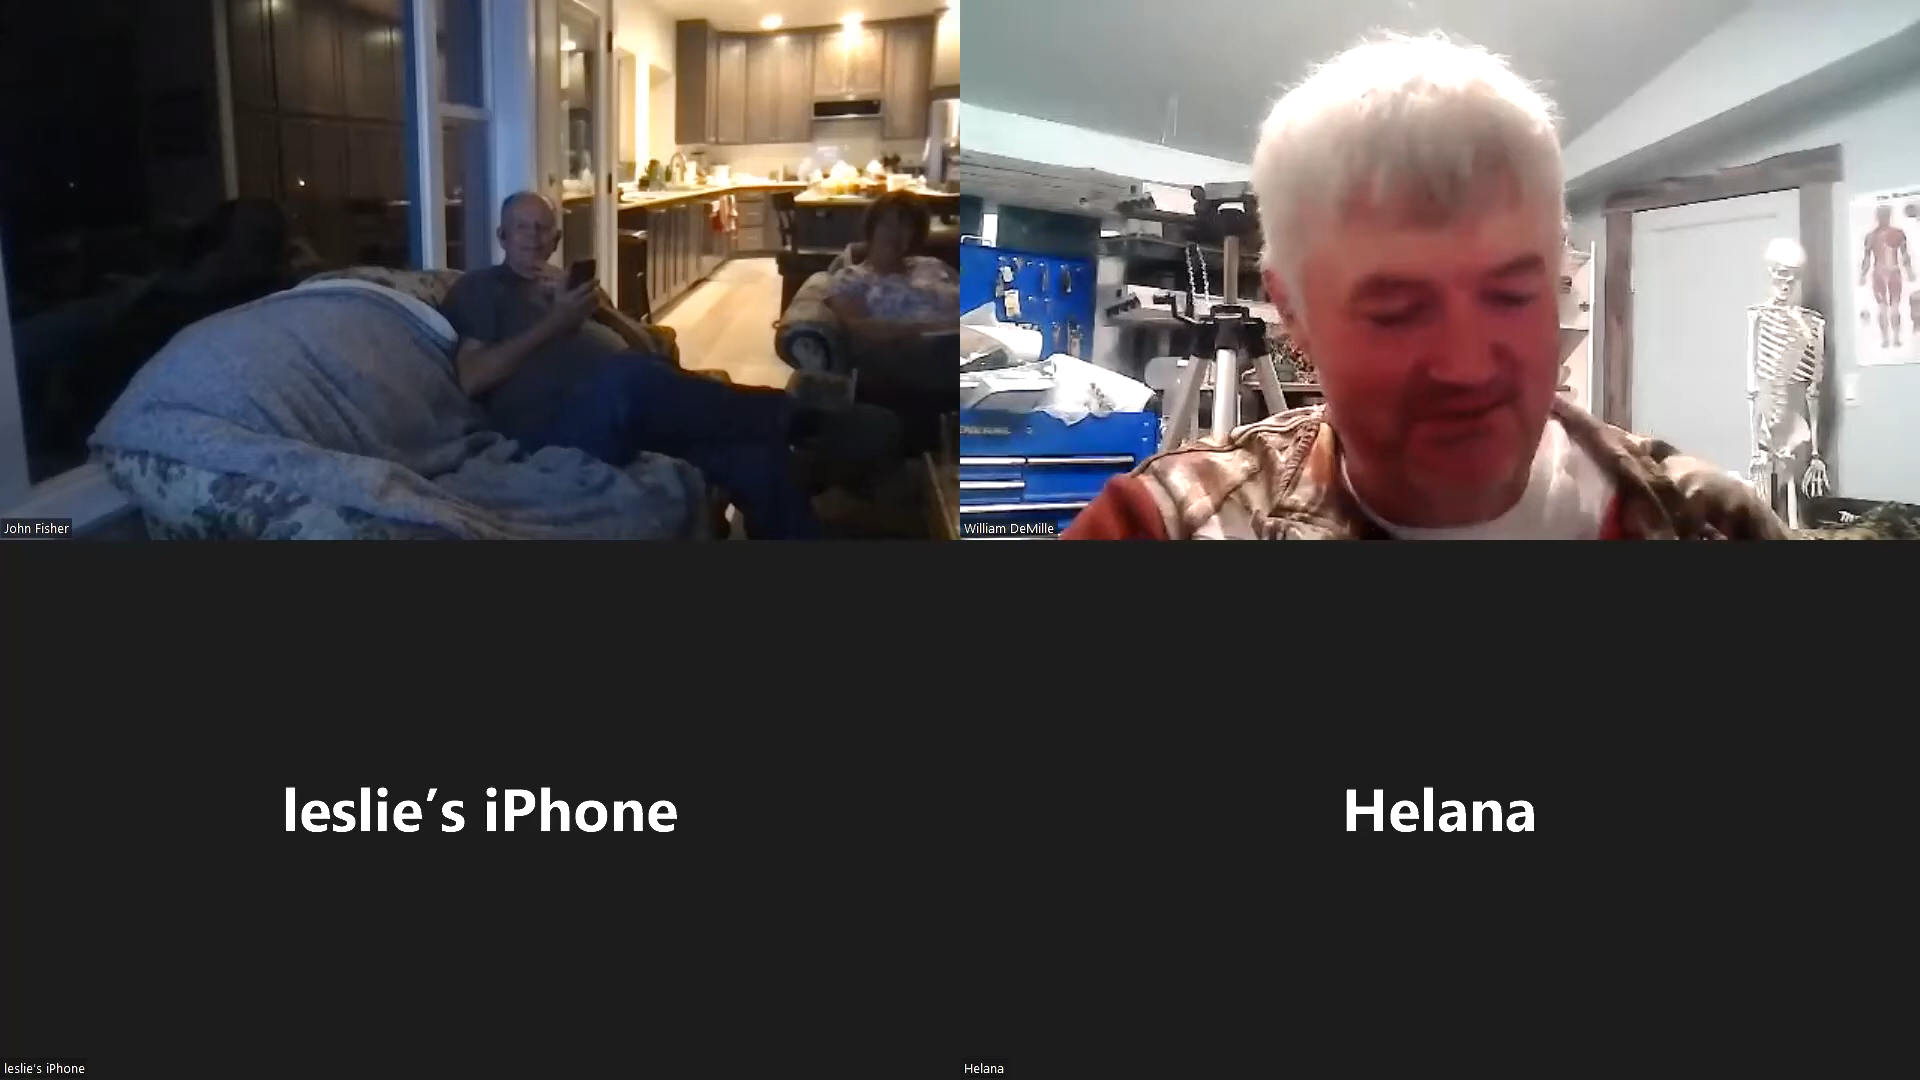 John Fisher
William DeMille
leslie’s iPhone
Helana
leslie's iPhone
Helana